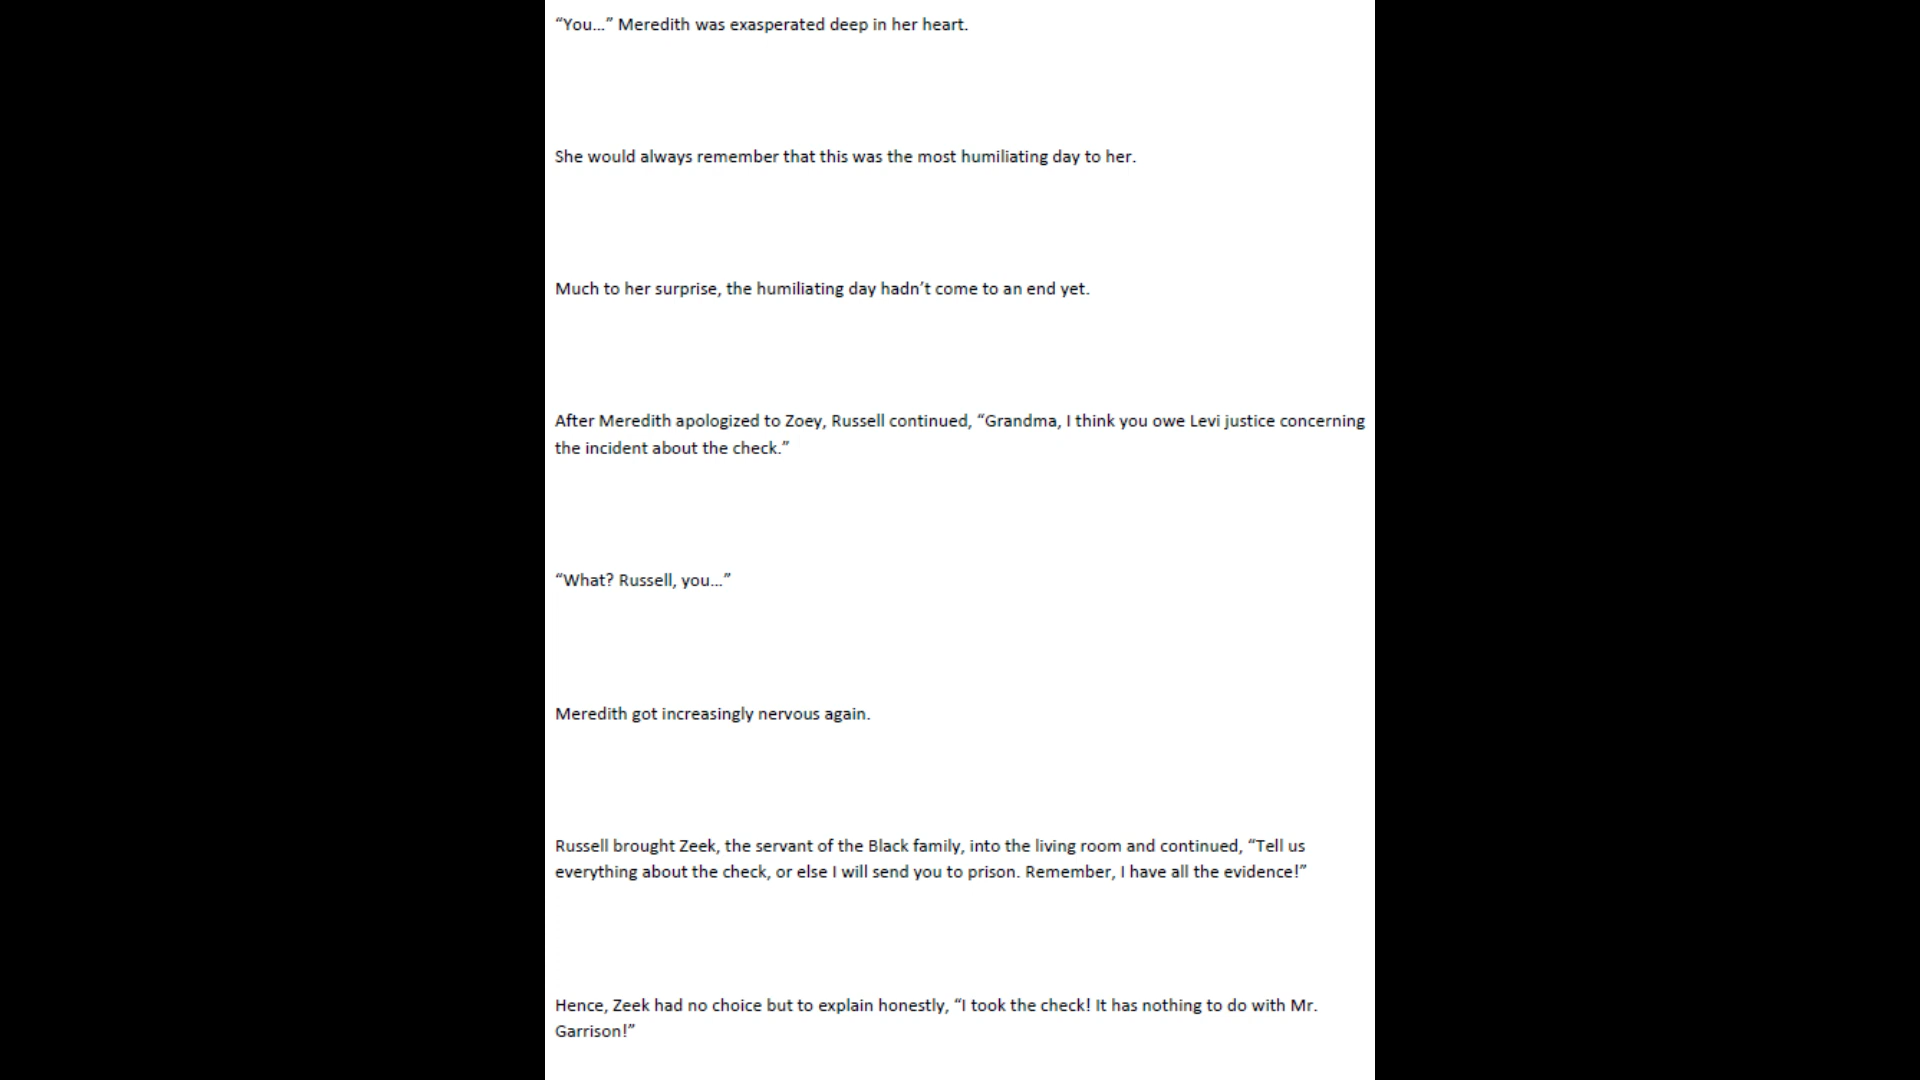 “You...” Meredith was exasperated deep in her heart.
She would always remember that this was the most humiliating day to her.
Much to her surprise, the humiliating day hadn’t come to an end yet.
After Meredith apologized to Zoey, Russell continued, “Grandma, I think you owe Levi justice concerning
the incident about the check.”
“What? Russell, you...”
Meredith got increasingly nervous again.
Russell brought Zeek, the servant of the Black family, into the living room and continued, “Tell us
everything about the check, or else I will send you to prison. Remember, I have all the evidence!”
Hence, Zeek had no choice but to explain honestly, “I took the check! It has nothing to do with Mr.
Garrison!”